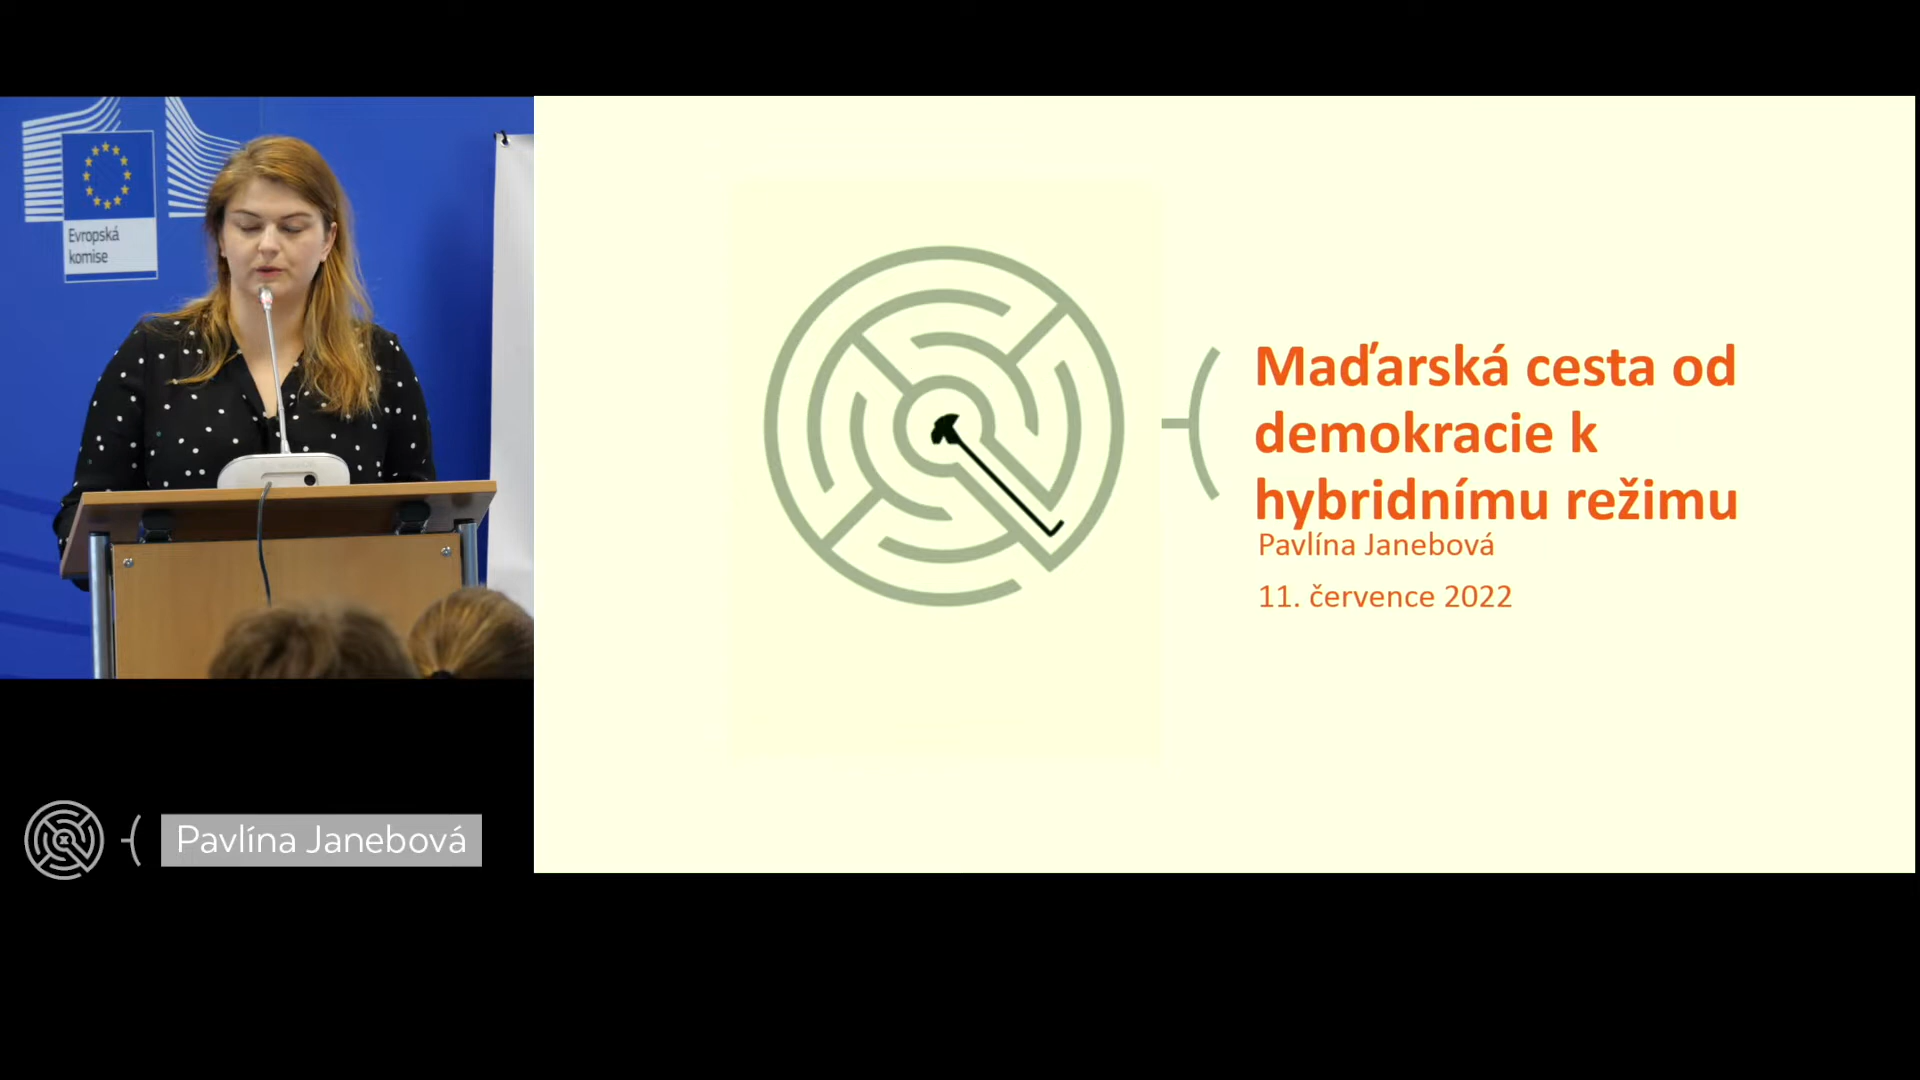 Evropská
komise
Maďarská cesta od
demokracie k
hybridnímu režimu
Pavlína Janebová
11. července 2022
Pavlína Janebová